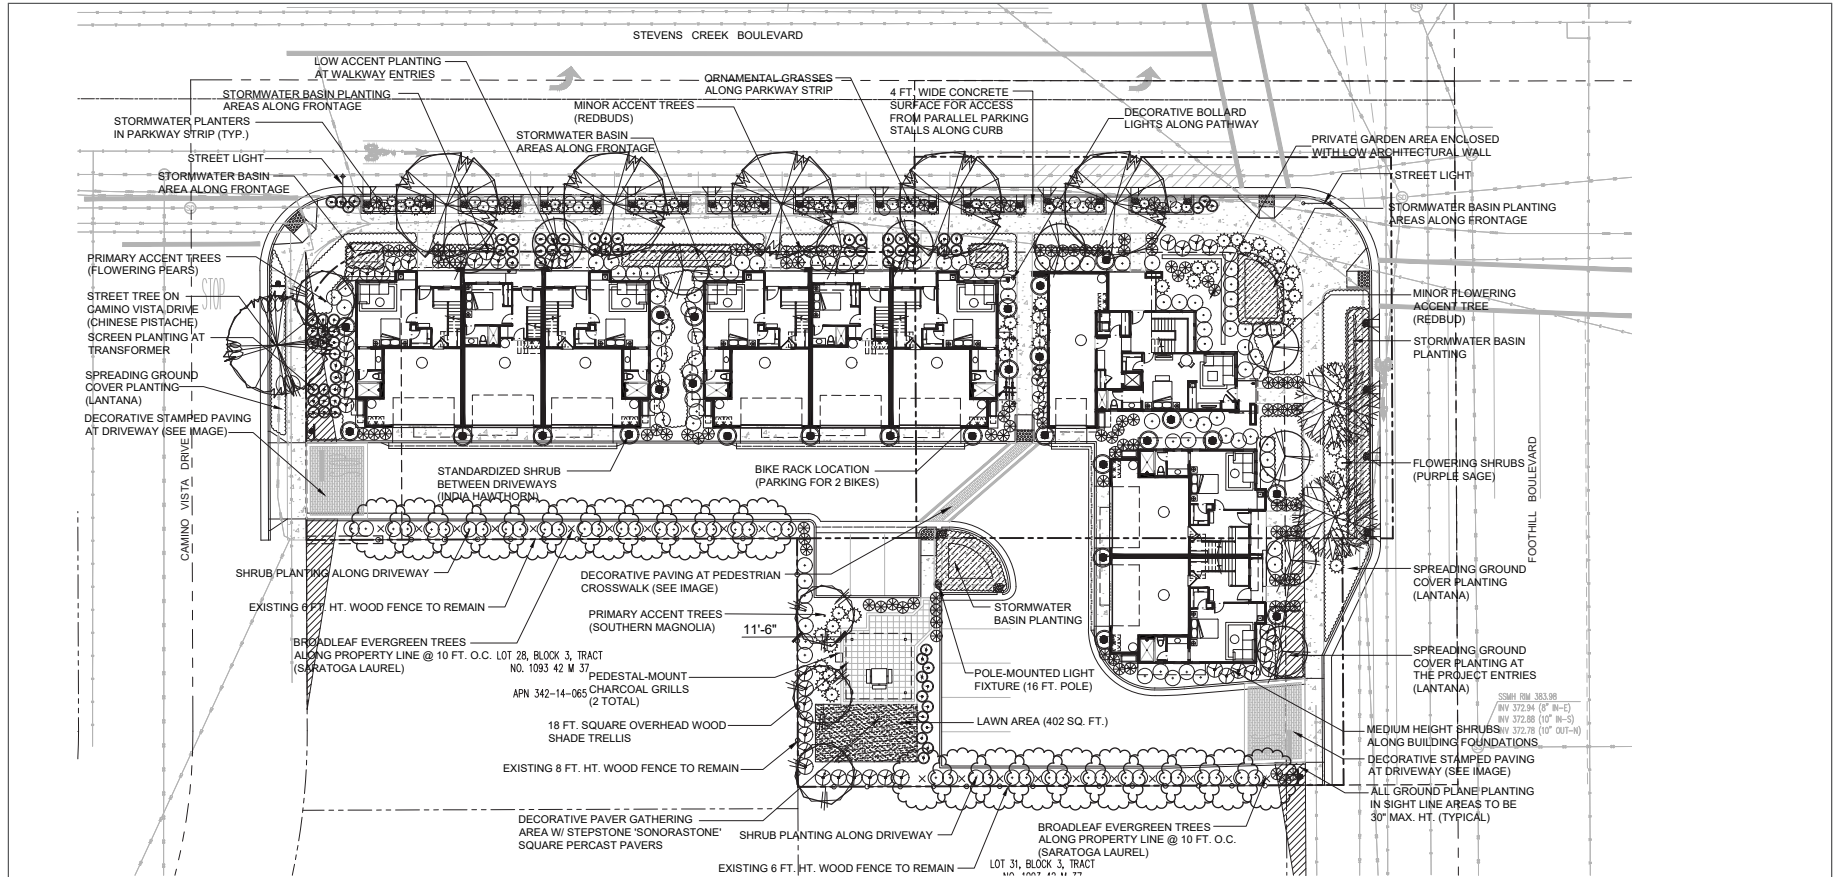 STEVENS CREEK BOULEVARD
LOW ACCENT PLANTING
AT WALKWAY ENTRIES
STORMWATER BASIN PLANTING
AREAS ALONG FRONTAGE
STORMWATER PLANTERS
IN PARKWAY STRIP (TYP.)
STREET LIGHT
STORMWATER BASIN
AREA ALONG FRONTAGE
ORNAMENTAL GRASSES
ALONG PARKWAY STRIP
MINOR ACCENT TREES
(REDBUDS)
STORMWATER BASIN
AREAS ALONG FRONTAGE
4 FT. WIDE CONCRETE
SURFACE FOR ACCESS
FROM PARALLEL PARKING
STALLS ALONG CURB
DECORATIVE BOLLARD
LIGHTS ALONG PATHWAY
PRIVATE GARDEN AREA ENCLOSED
WITH LOW ARCHITECTURAL WALL
STREET LIGHT
STORMWATER BASIN PLANTING
AREAS ALONG FRONTAGE
PRIMARY ACCENT TREES
(FLOWERING PEARS)
STOP
STREET TREE ON
CAMINO VISTA DRIVE
(CHINESE PISTACHE)
SCREEN PLANTING AT
TRANSFORMER
SPREADING GROUND
COVER PLANTING
(LANTANA)
DECORATIVE STAMPED PAVING
AT DRIVEWAY (SEE IMAGE)
CAMINO VISTA DRIVE
MINOR FLOWERING
ACCENT TREE
(REDBUD)
STORMWATER BASIN
PLANTING
FLOWERING SHRUBS
(PURPLE SAGE)
FOOTHILL BOULEVARD
SPREADING GROUND
COVER PLANTING
(LANTANA)
STANDARDIZED SHRUB
BETWEEN DRIVEWAYS
(INDIA HAWTHORN)
BIKE RACK LOCATION
(PARKING FOR 2 BIKES)
SHRUB PLANTING ALONG DRIVEWAY
EXISTING 6 FT. HT. WOOD FENCE TO REMAIN
BROADLEAF EVERGREEN TREES
ALONG PROPERTY LINE @ 10 FT. O.C.
(SARATOGA LAUREL)
LOT 28, BLOCK 3, TRACT
NO. 1093 42 M 37
APN 342-14-065
DECORATIVE PAVING AT PEDESTRIAN
CROSSWALK (SEE IMAGE)
PRIMARY ACCENT TREES
(SOUTHERN MAGNOLIA)
11'-6"
PEDESTAL-MOUNT
CHARCOAL GRILLS
(2 TOTAL)
18 FT. SQUARE OVERHEAD WOOD
SHADE TRELLIS
EXISTING 8 FT. HT. WOOD FENCE TO REMAIN
DECORATIVE PAVER GATHERING
AREA W/ STEPSTONE 'SONORASTONE'
SQUARE PERCAST PAVERS
STORMWATER
BASIN PLANTING
POLE-MOUNTED LIGHT
FIXTURE (16 FT. POLE)
LAWN AREA (402 SQ. FT.)
SHRUB PLANTING ALONG DRIVEWAY
EXISTING 6 FT. HT. WOOD FENCE TO REMAIN
BROADLEAF EVERGREEN TREES
ALONG PROPERTY LINE @ 10 FT. O.C.
(SARATOGA LAUREL)
LOT 31, BLOCK 3, TRACT
NO. 1093 42 M 37
SPREADING GROUND
COVER PLANTING AT
THE PROJECT ENTRIES
(LANTANA)
SSMH RIM 383.98
INV 372.94 (8" IN-E)
INV 372.88 (10" IN-S)
INV 372.78 (10" OUT-N)
MEDIUM HEIGHT SHRUBS
ALONG BUILDING FOUNDATIONS
DECORATIVE STAMPED PAVING
AT DRIVEWAY (SEE IMAGE)
ALL GROUND PLANE PLANTING
IN SIGHT LINE AREAS TO BE
30" MAX. HT. (TYPICAL)